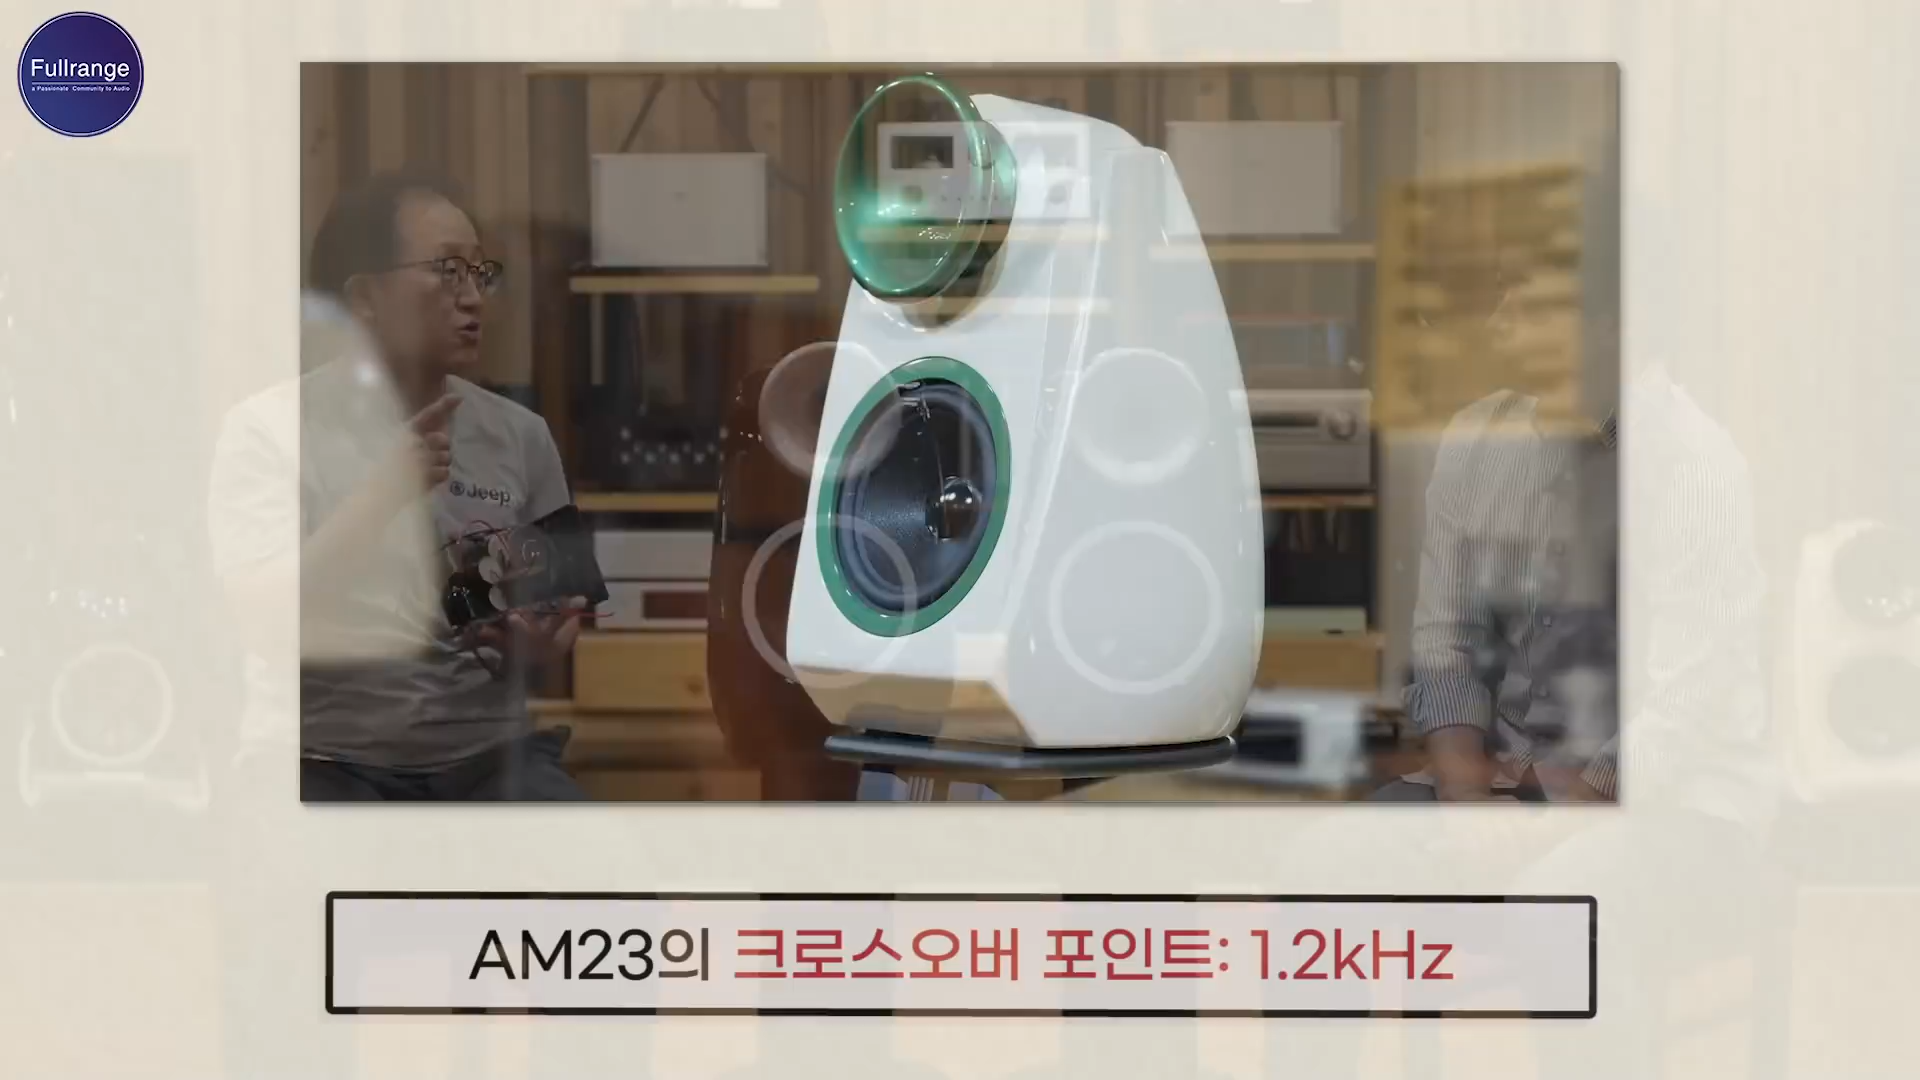 Fullrange
a Passionate Community to Audio
Jeep
AM23의 크로스오버 포인트: 1.2kHz